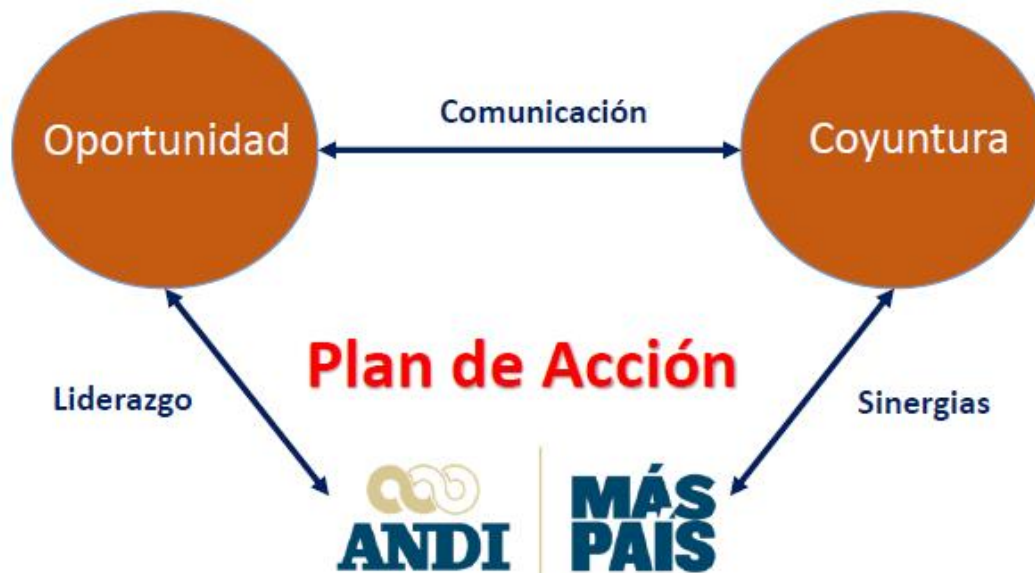 Oportunidad
Comunicación
Coyuntura
Plan de Acción
Liderazgo
Sinergias
ANDI
MÁS
PAÍS